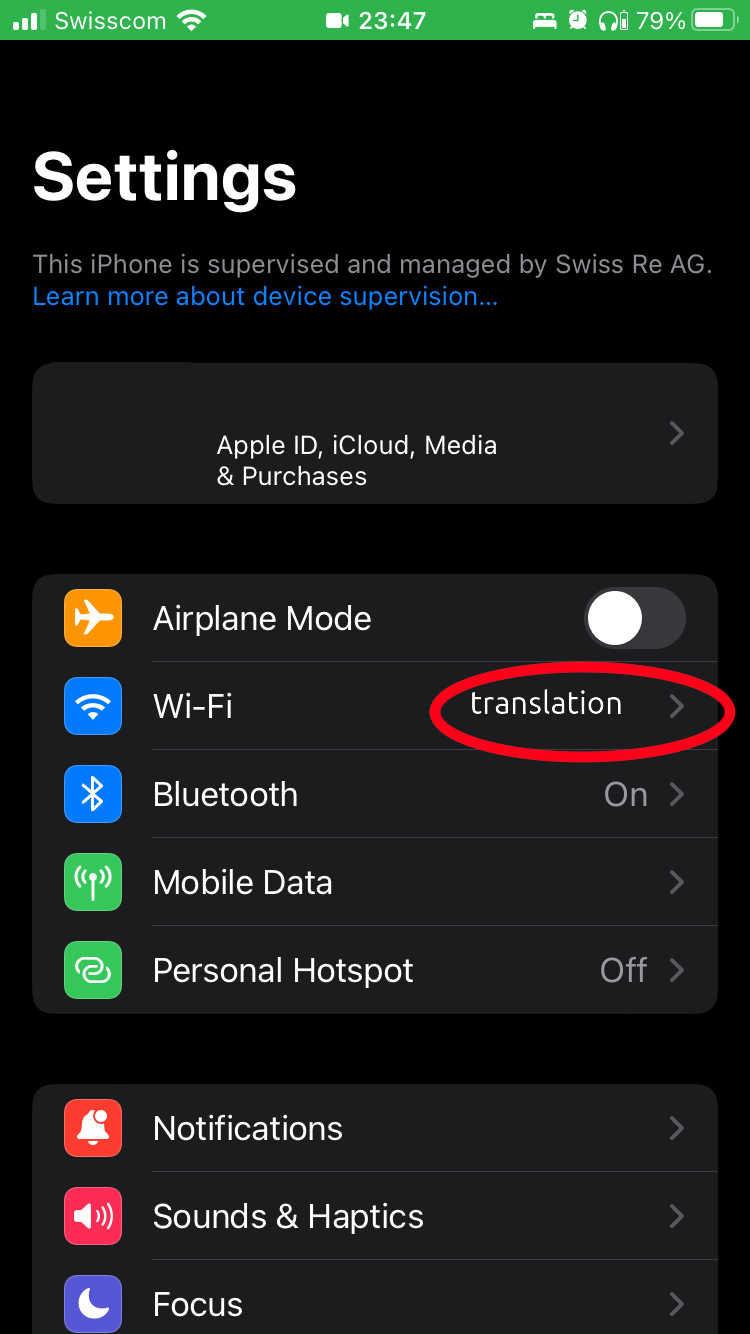 Swisscom 23:47 79%
Settings
This iPhone is supervised and managed by Swiss Re AG.
Learn more about device supervision...
Apple ID, iCloud, Media
& Purchases
Airplane Mode
Wi-Fi translation
Bluetooth On
Mobile Data
Personal Hotspot Off
Notifications
Sounds & Haptics
Focus